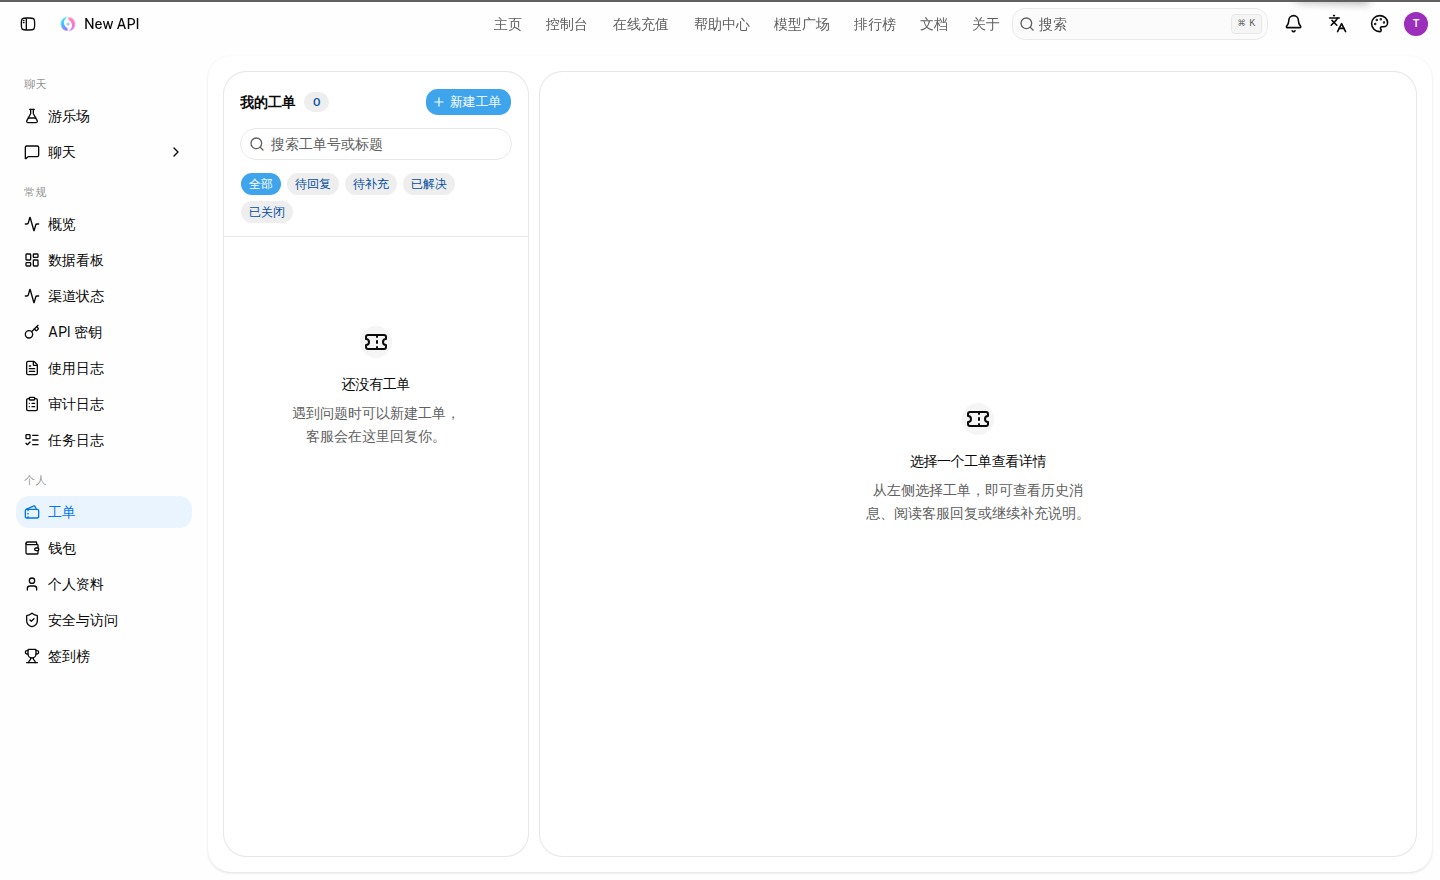 New API
主页
控制台
在线充值
帮助中心
模型广场
排行榜
文档
关于
搜索
⌘ K
T
聊天
游乐场
聊天
常规
概览
数据看板
渠道状态
API 密钥
使用日志
审计日志
任务日志
个人
工单
钱包
个人资料
安全与访问
签到榜
我的工单
0
新建工单
搜索工单号或标题
全部
待回复
待补充
已解决
已关闭
还没有工单
遇到问题时可以新建工单，
客服会在这里回复你。
选择一个工单查看详情
从左侧选择工单，即可查看历史消
息、阅读客服回复或继续补充说明。